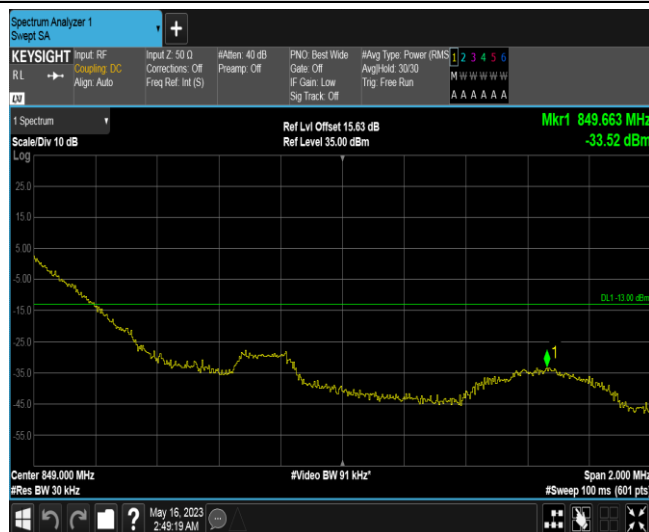 Spectrum Analyzer 1
Swept SA
+
KEYSIGHT
RL
LXI
Input: RF
Coupling: DC
Align: Auto
Input Z: 50 Ω
Corrections: Off
Freq Ref: Int (S)
#Atten: 40 dB
Preamp: Off
PNO: Best Wide
Gate: Off
IF Gain: Low
Sig Track: Off
#Avg Type: Power (RMS
Avg|Hold: 30/30
Trig: Free Run
1 2 3 4 5 6
M W W W W W
A A A A A A
1 Spectrum
Scale/Div 10 dB
Log
Ref Lvl Offset 15.63 dB
Ref Level 35.00 dBm
Mkr1 849.663 MHz
-33.52 dBm
25.0
15.0
5.00
-5.00
DL1 -13.00 dBm
-15.0
-25.0
1
-35.0
-45.0
-55.0
Center 849.000 MHz
#Res BW 30 kHz
#Video BW 91 kHz*
Span 2.000 MHz
#Sweep 100 ms (601 pts)
?
May 16, 2023
2:49:19 AM